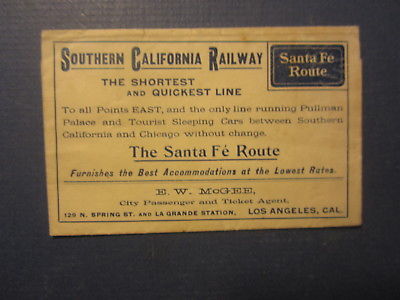 SOUTHERN CALIFORNIA RAILWAY
Santa Fe
Route
THE SHORTEST
AND QUICKEST LINE
To all Points EAST, and the only line running Pullman
Palace and Tourist Sleeping Cars between Southern
California and Chicago without change.
The Santa Fé Route
Furnishes the Best Accommodations at the Lowest Rates.
E. W. McGEE,
City Passenger and Ticket Agent,
129 N. SPRING ST. AND LA GRANDE STATION, LOS ANGELES, CAL.